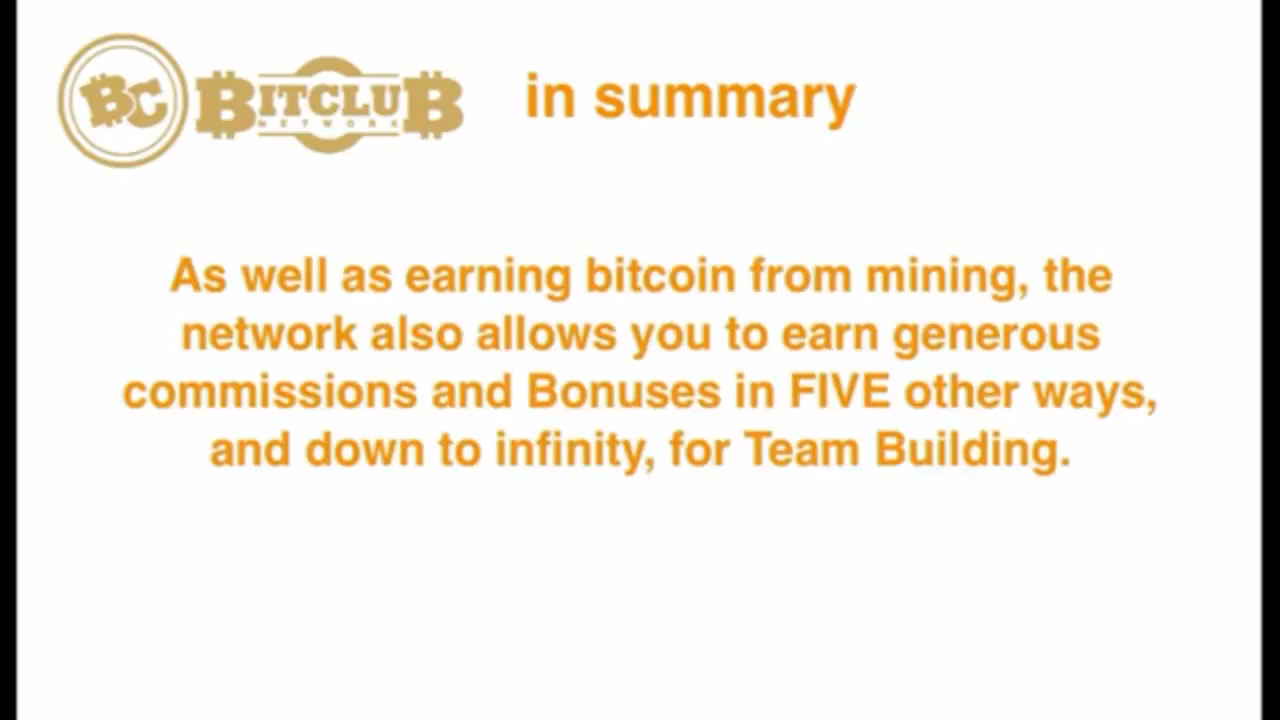 BC BITCLUB in summary
NETWORK
As well as earning bitcoin from mining, the
network also allows you to earn generous
commissions and Bonuses in FIVE other ways,
and down to infinity, for Team Building.